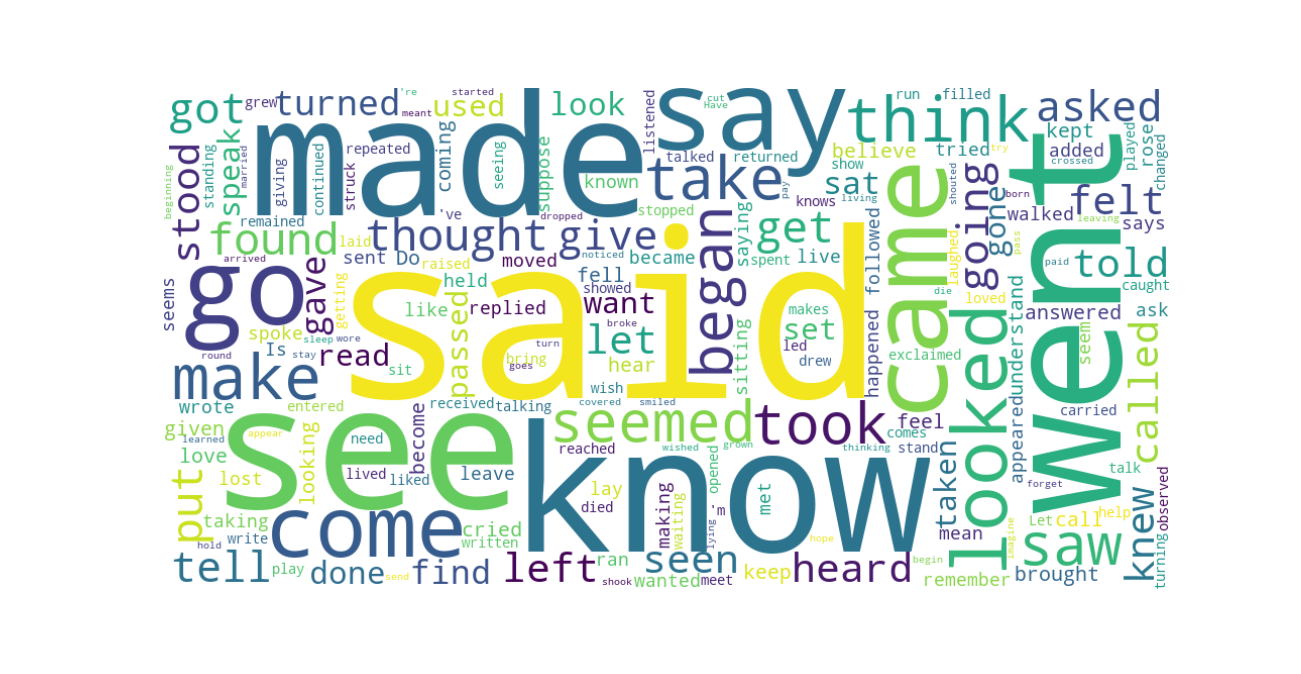 got
grew
turned
're
started
meant
used
look
made
say
listened
cut
Have
think
run
filled
asked
stood
speak
standing
married
beginning
giving
continued
repeated
struck
coming
seeing
suppose
known
talked
returned
take
pay
knows
show
believe
sat
living
tried
try
shouted
kept
added
crossed
played
rose
changed
remained
've
dropped
stopped
found
arrived
laid
thought
give
noticed
sent
Do
raised
moved
became
began
saying
get
spent
live
followed
came
laughed
going
gone
born
walked
leaving
felt
says
pass
went
paid
told
caught
seems
go
gave
getting
held
fell
showed
said
like
replied
want
let
broke
makes
set
die
loved
looked
understand
answered
ask
spoke
sleep
wore
Is
round
stay
read
sit
passed
turn
bring
goes
hear
sitting
led
drew
happened
exclaimed
seem
called
make
wrote
entered
received
talking
wish
covered
smiled
seemed
took
feel
carried
given
learned
appear
see
need
become
reached
know
wished
grown
thinking
comes
stand
appeared
love
lost
looking
lived
liked
leave
lay
died
opened
met
taken
talk
forget
put
taking
write
hold
come
cried
written
making
waiting
'm
lying
hope
mean
imagine
Let
call
help
saw
knew
observed
turning
tell
play
done
send
find
left
ran
shook
seen
wanted
meet
keep
heard
begin
remember
brought